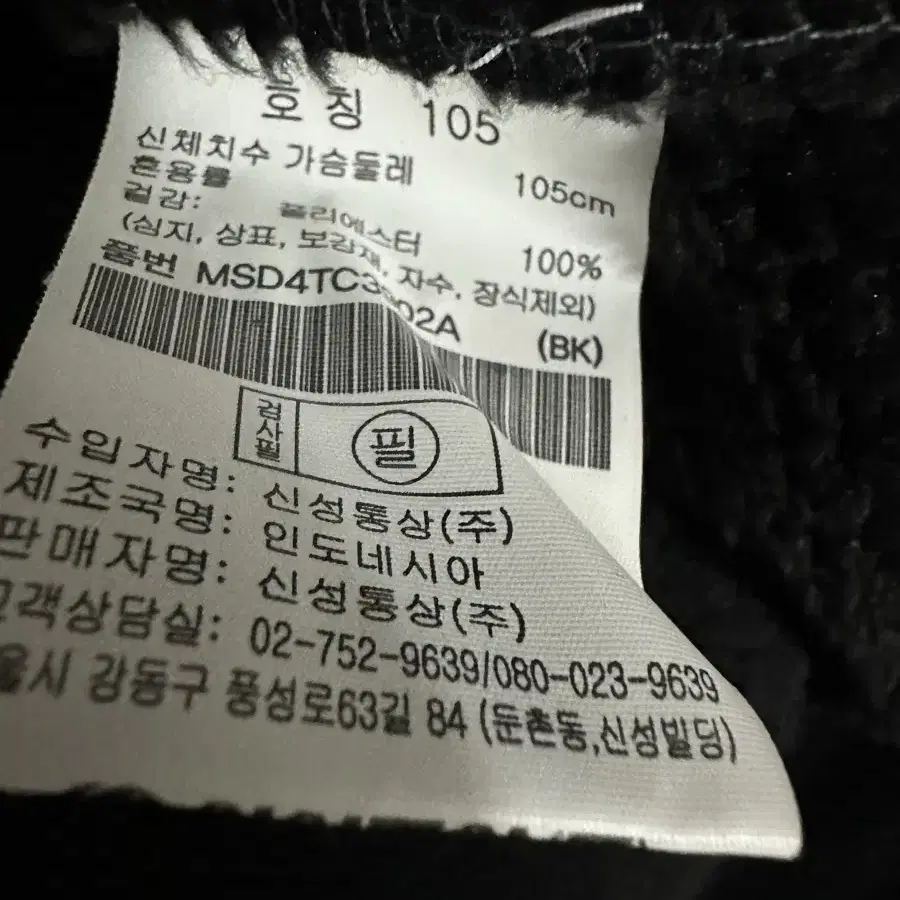 호칭 105
신체치수 가슴둘레 105cm
혼용률
겉감: 폴리에스터 100%
(심지, 상표, 보강재, 자수, 장식제외)
품번 (BK)
검사필 필
수입자명: 신성통상(주)
제조국명: 인도네시아
판매자명: 신성통상(주)
고객상담실: 02-752-9639/080-023-9639
강동구 풍성로63길 84 (둔촌동,신성빌딩)